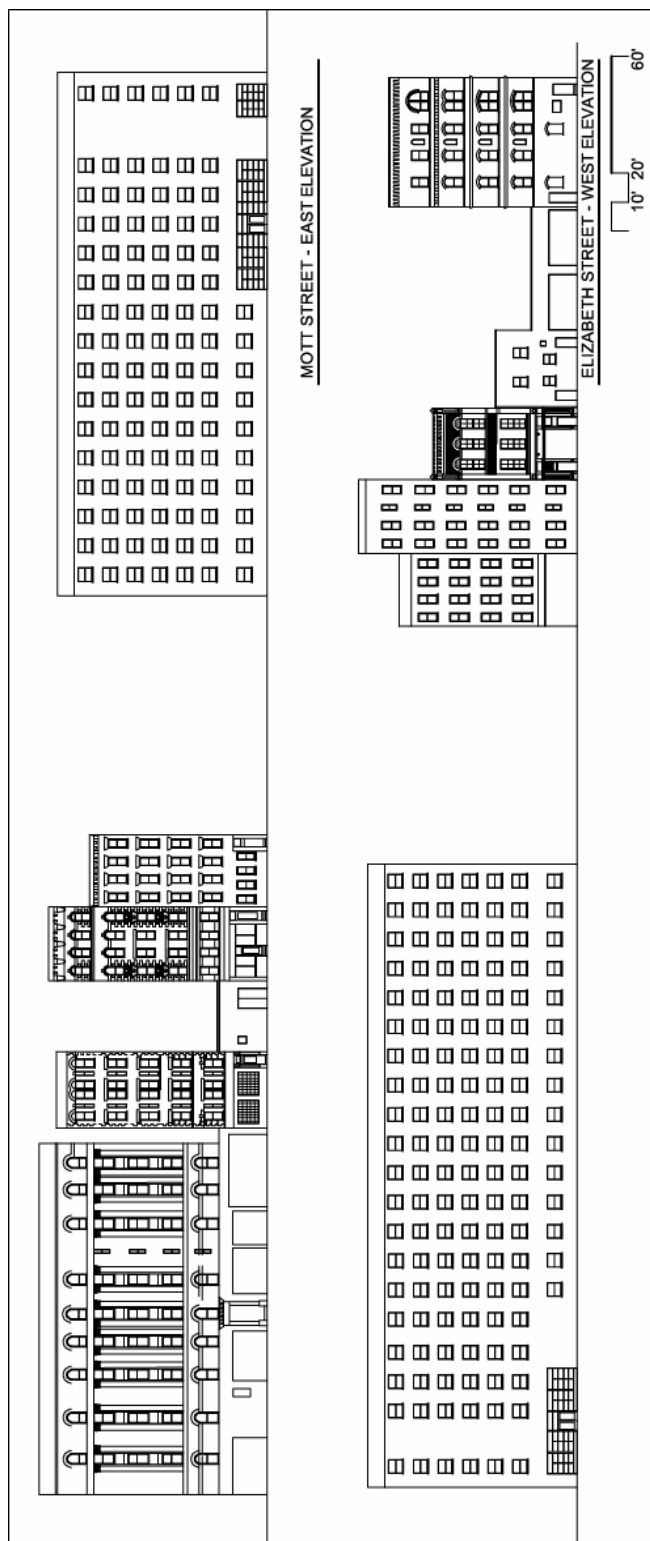 MOTT STREET - EAST ELEVATION
ELIZABETH STREET - WEST ELEVATION
10' 20' 60'